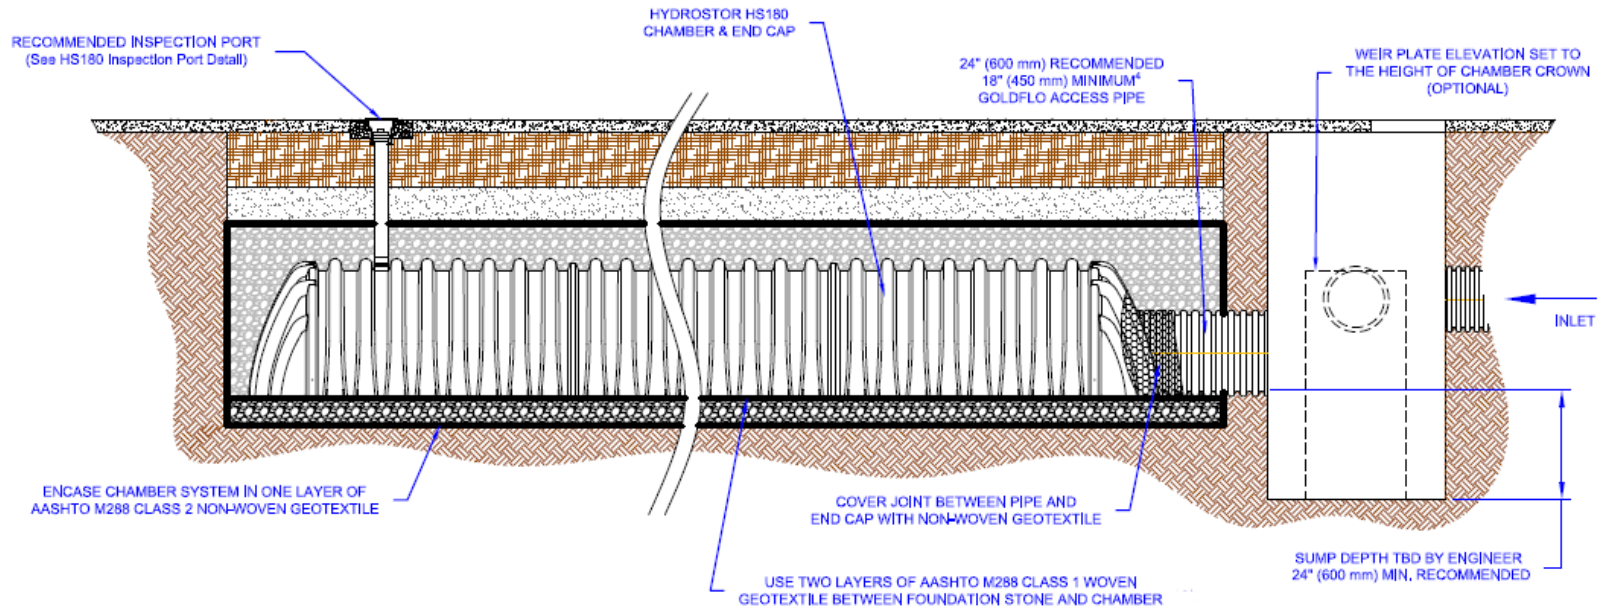 HYDROSTOR HS180
CHAMBER & END CAP
RECOMMENDED INSPECTION PORT
(See HS180 Inspection Port Detail)
24" (600 mm) RECOMMENDED
18" (450 mm) MINIMUM⁴
GOLDFLO ACCESS PIPE
WEIR PLATE ELEVATION SET TO
THE HEIGHT OF CHAMBER CROWN
(OPTIONAL)
INLET
ENCASE CHAMBER SYSTEM IN ONE LAYER OF
AASHTO M288 CLASS 2 NON-WOVEN GEOTEXTILE
COVER JOINT BETWEEN PIPE AND
END CAP WITH NON-WOVEN GEOTEXTILE
SUMP DEPTH TBD BY ENGINEER
24" (600 mm) MIN. RECOMMENDED
USE TWO LAYERS OF AASHTO M288 CLASS 1 WOVEN
GEOTEXTILE BETWEEN FOUNDATION STONE AND CHAMBER